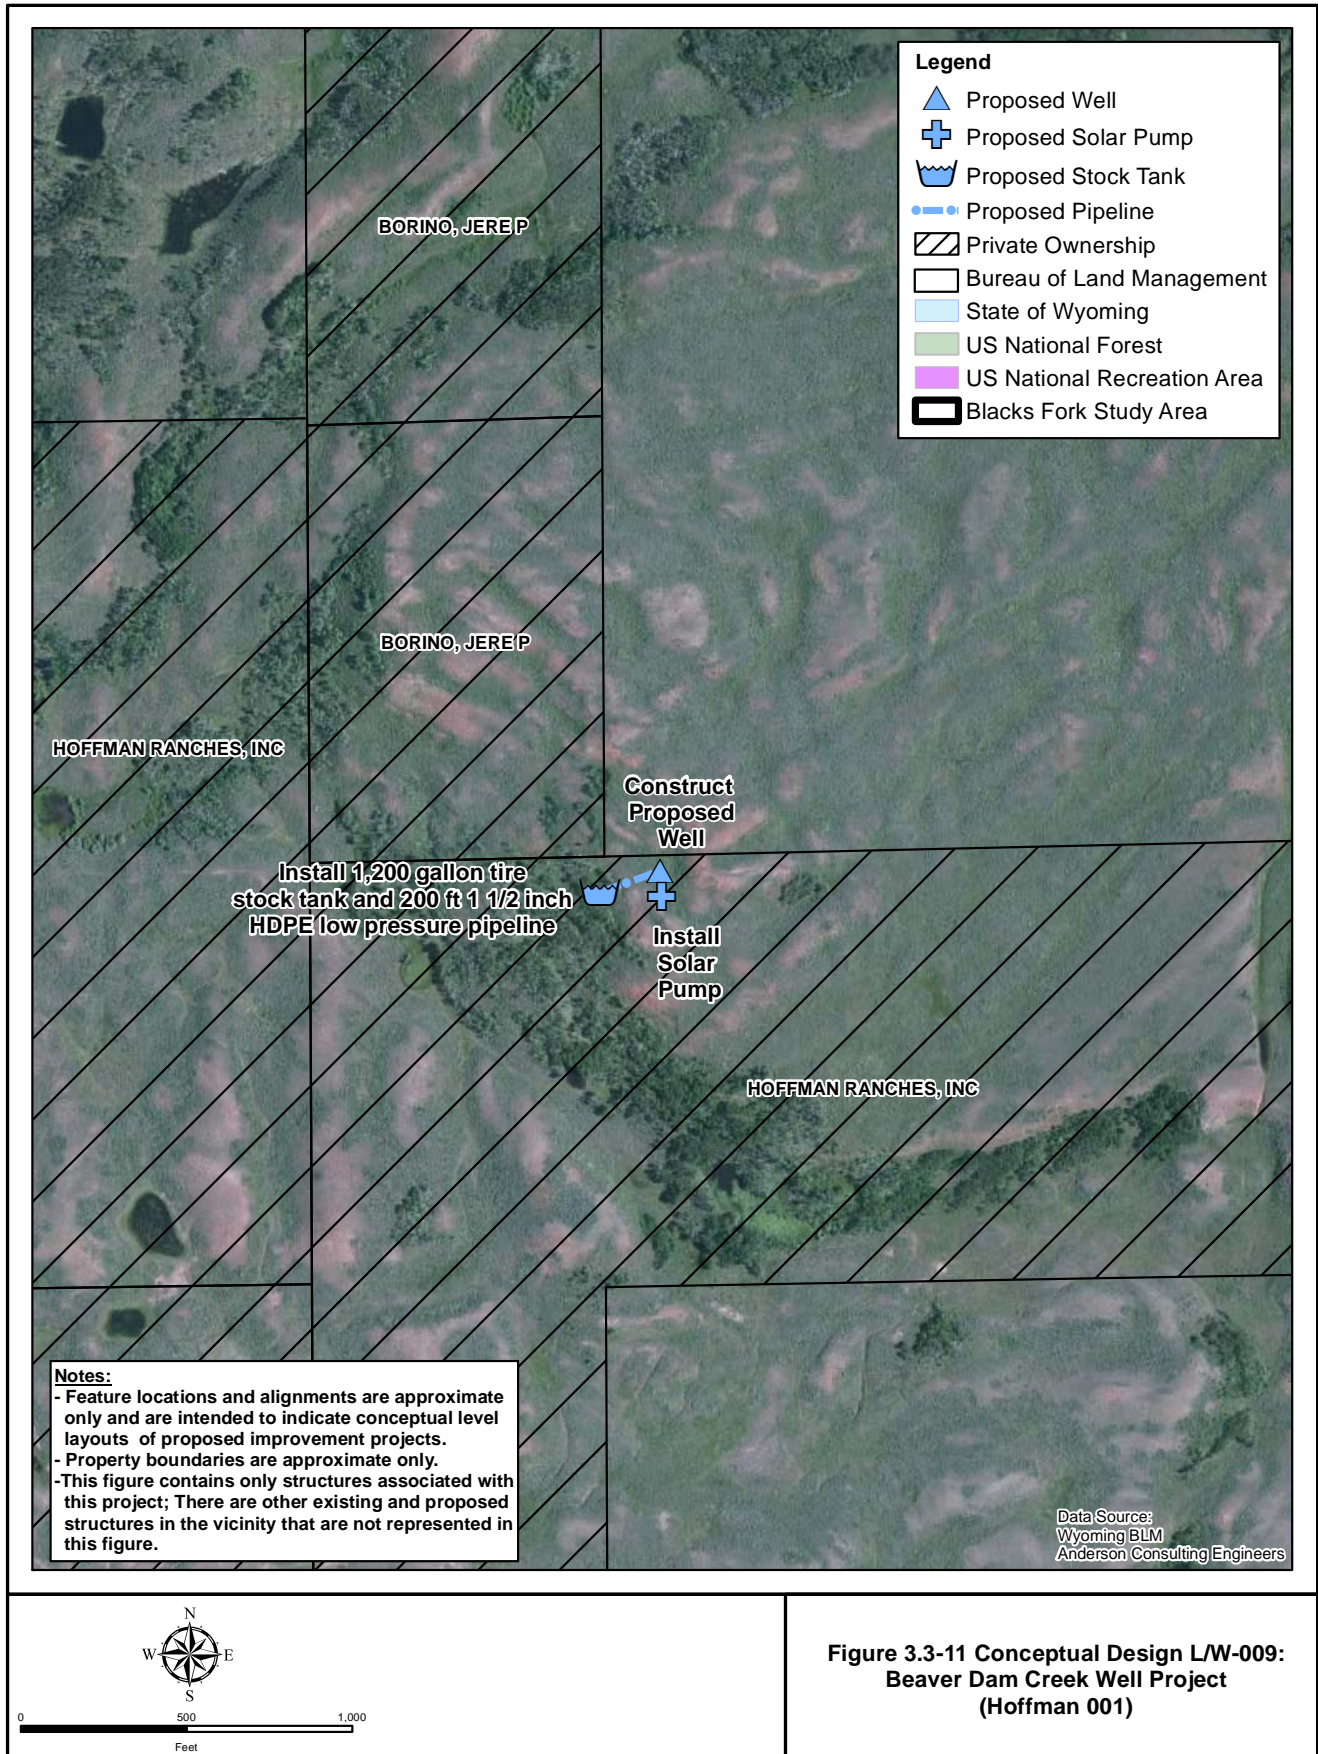 Legend
Proposed Well
Proposed Solar Pump
Proposed Stock Tank
Proposed Pipeline
Private Ownership
Bureau of Land Management
State of Wyoming
US National Forest
US National Recreation Area
Blacks Fork Study Area
BORINO, JERE P
BORINO, JERE P
HOFFMAN RANCHES, INC
Construct
Proposed
Well
Install 1,200 gallon tire
stock tank and 200 ft 1 1/2 inch
HDPE low pressure pipeline
Install
Solar
Pump
HOFFMAN RANCHES, INC
Notes:
- Feature locations and alignments are approximate
only and are intended to indicate conceptual level
layouts of proposed improvement projects.
- Property boundaries are approximate only.
-This figure contains only structures associated with
this project; There are other existing and proposed
structures in the vicinity that are not represented in
this figure.
Data Source:
Wyoming BLM
Anderson Consulting Engineers
N
W E
S
0 500 1,000
Feet
Figure 3.3-11 Conceptual Design L/W-009:
Beaver Dam Creek Well Project
(Hoffman 001)